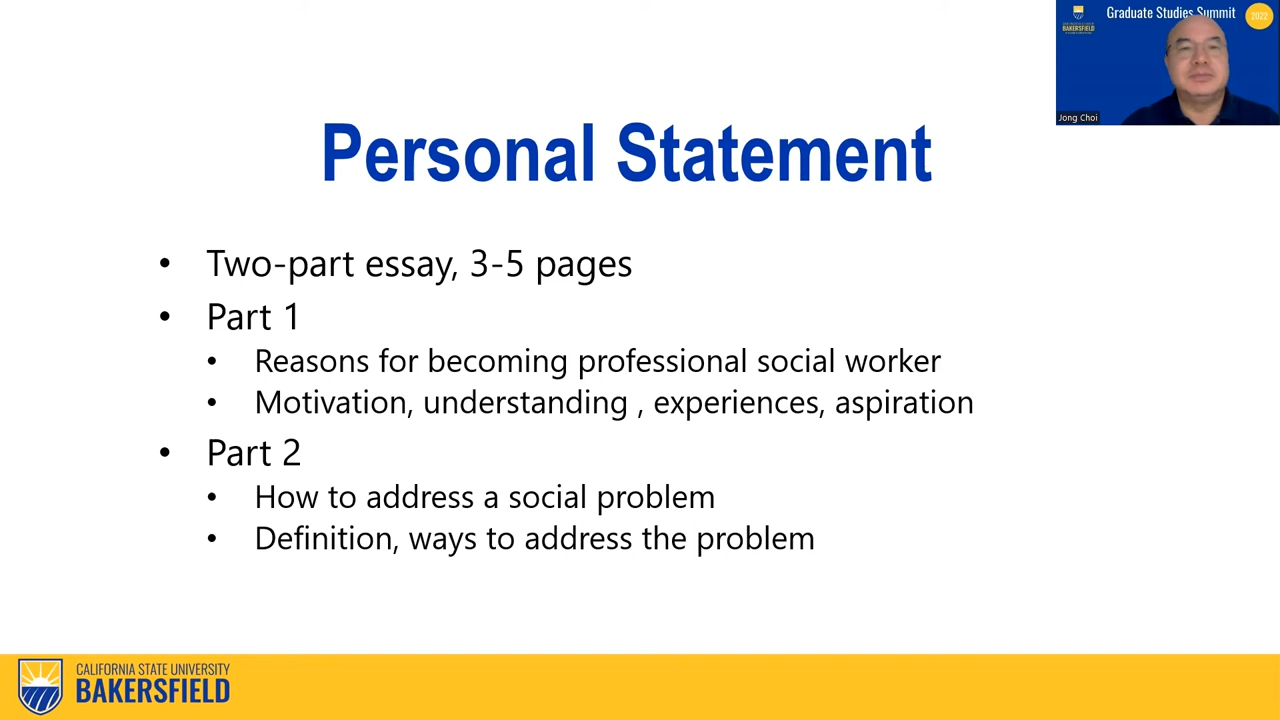 Graduate Studies Summit
2022
BAKERSFIELD
Jong Choi
Personal Statement
• Two-part essay, 3-5 pages
• Part 1
• Reasons for becoming professional social worker
• Motivation, understanding , experiences, aspiration
• Part 2
• How to address a social problem
• Definition, ways to address the problem
CALIFORNIA STATE UNIVERSITY
BAKERSFIELD